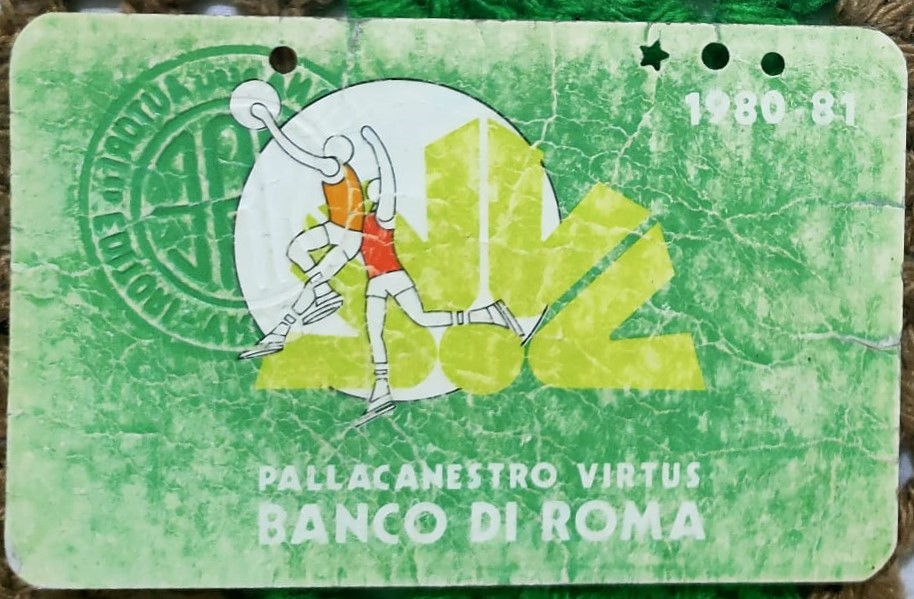 1980-81
PALLACANESTRO VIRTUS
BANCO DI ROMA